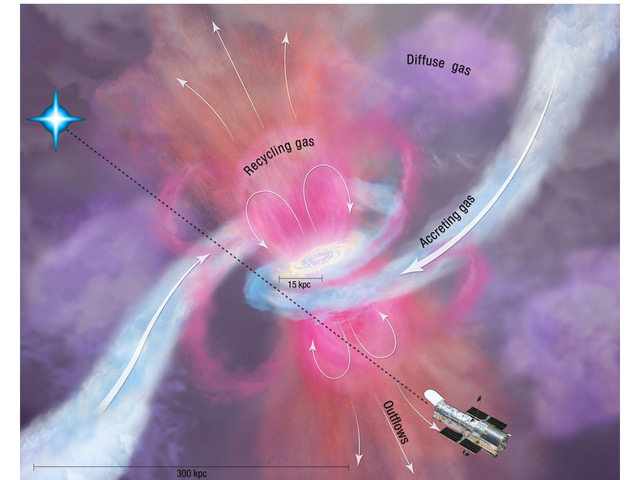 Diffuse gas
Recycling gas
Accreting gas
15 kpc
Outflows
300 kpc